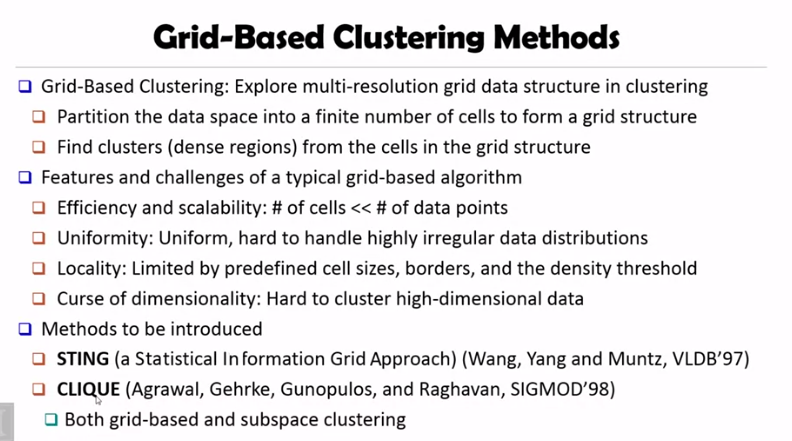 Grid-Based Clustering Methods
Grid-Based Clustering: Explore multi-resolution grid data structure in clustering
Partition the data space into a finite number of cells to form a grid structure
Find clusters (dense regions) from the cells in the grid structure
Features and challenges of a typical grid-based algorithm
Efficiency and scalability: # of cells << # of data points
Uniformity: Uniform, hard to handle highly irregular data distributions
Locality: Limited by predefined cell sizes, borders, and the density threshold
Curse of dimensionality: Hard to cluster high-dimensional data
Methods to be introduced
STING (a Statistical Information Grid Approach) (Wang, Yang and Muntz, VLDB’97)
CLIQUE (Agrawal, Gehrke, Gunopulos, and Raghavan, SIGMOD’98)
Both grid-based and subspace clustering